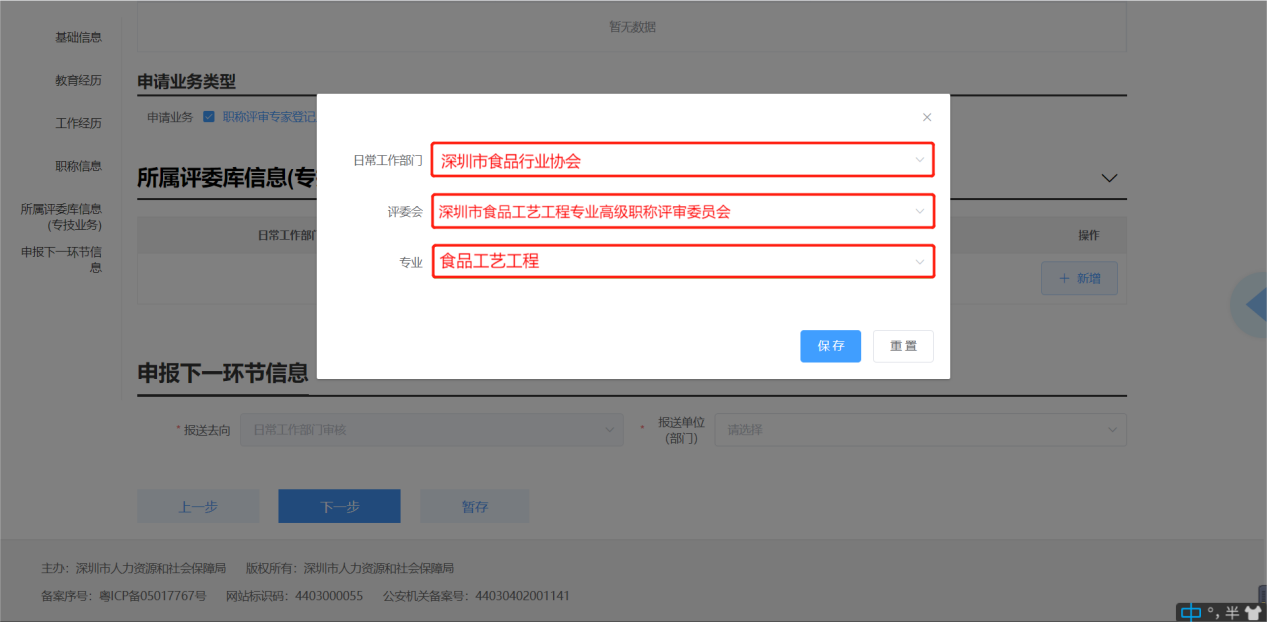 暂无数据
基础信息
教育经历
工作经历
职称信息
所属评委库信息
(专技业务)
申报下一环节信
息
申请业务类型
申请业务 职称评审专家登记
所属评委库信息(专
日常工作部门 操作
+ 新增
×
日常工作部门 深圳市食品行业协会
评委会 深圳市食品工艺工程专业高级职称评审委员会
专业 食品工艺工程
保存 重置
申报下一环节信息
* 报送去向 日常工作部门审核 * 报送单位
(部门) 请选择
上一步 下一步 暂存
主办：深圳市人力资源和社会保障局 版权所有：深圳市人力资源和社会保障局
备案序号：粤ICP备05017767号 网站标识码：4403000055 公安机关备案号：44030402001141
中 °, 半